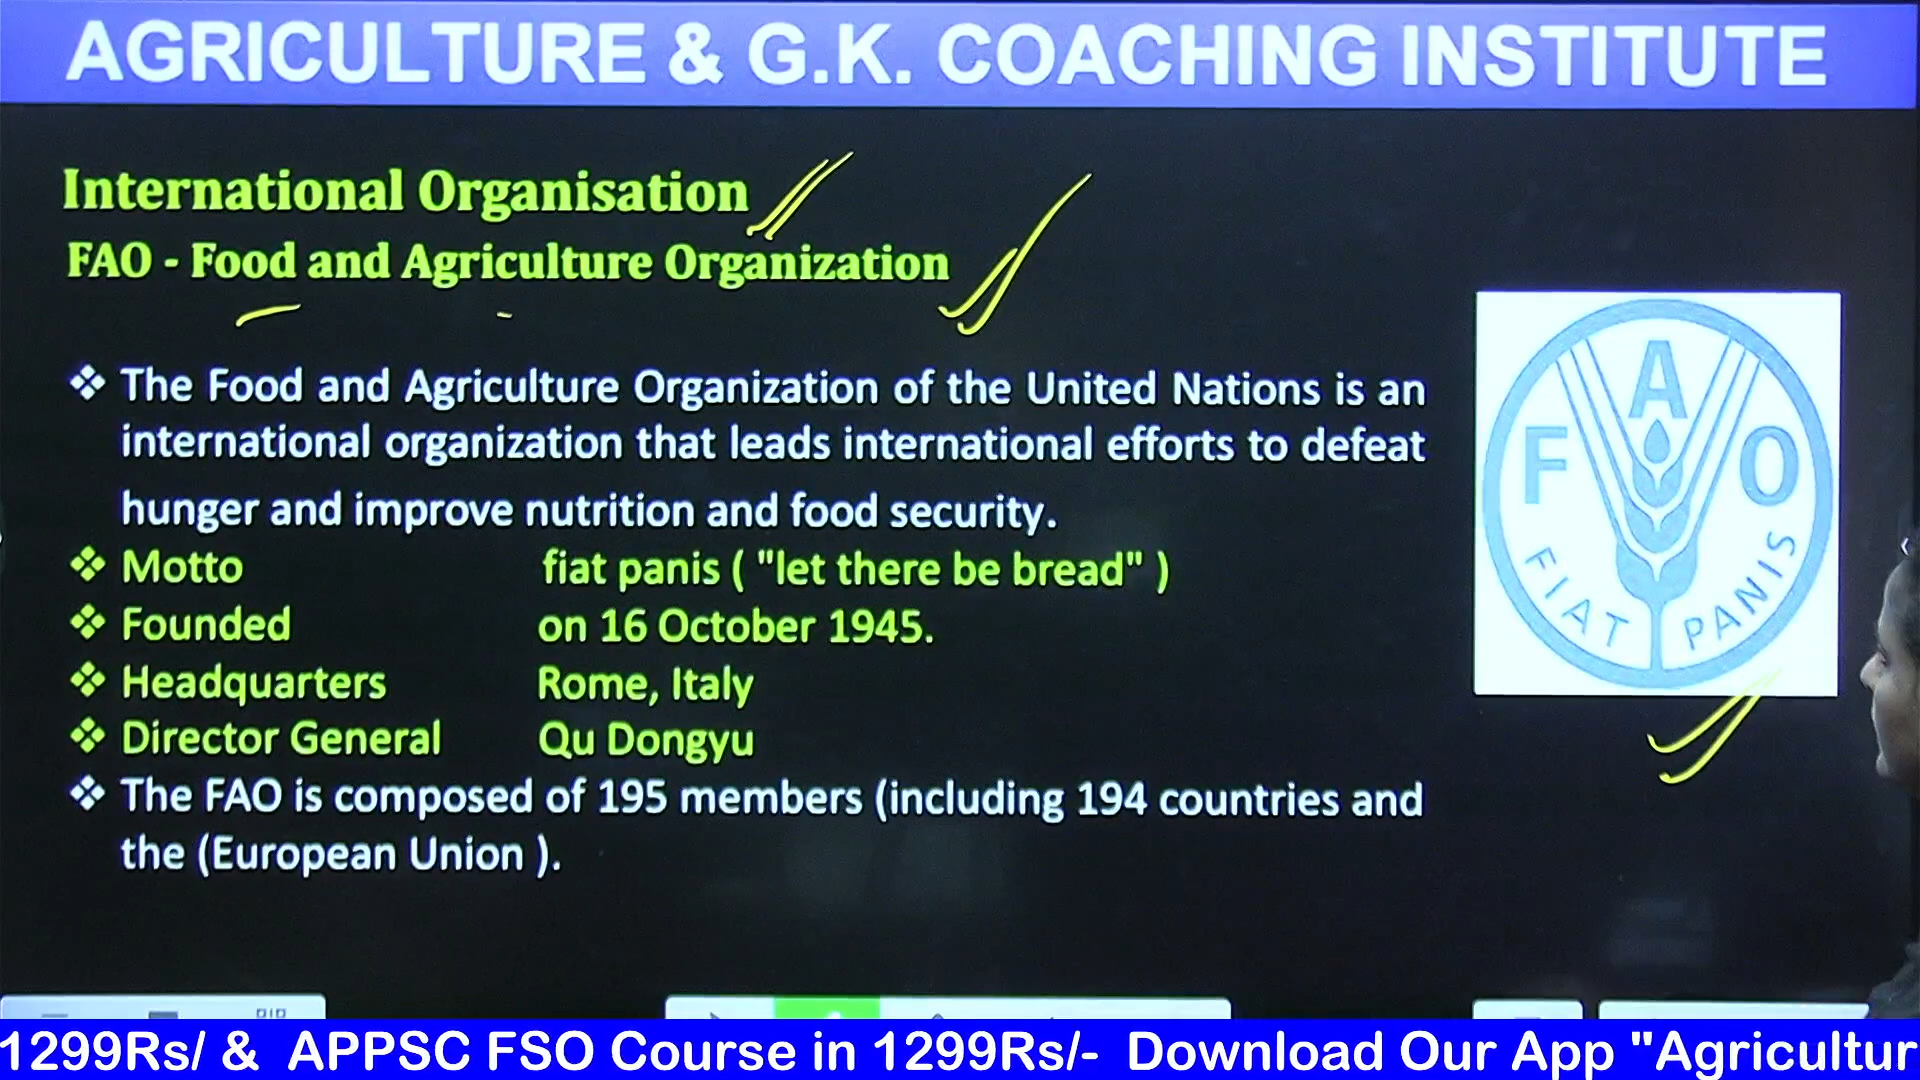 AGRICULTURE & G.K. COACHING INSTITUTE
International Organisation
FAO - Food and Agriculture Organization
❖ The Food and Agriculture Organization of the United Nations is an
international organization that leads international efforts to defeat
hunger and improve nutrition and food security.
❖ Motto fiat panis ( "let there be bread" )
❖ Founded on 16 October 1945.
❖ Headquarters Rome, Italy
❖ Director General Qu Dongyu
❖ The FAO is composed of 195 members (including 194 countries and
the (European Union ).
F A O
FIAT PANIS
1299Rs/ & APPSC FSO Course in 1299Rs/- Download Our App "Agricultur